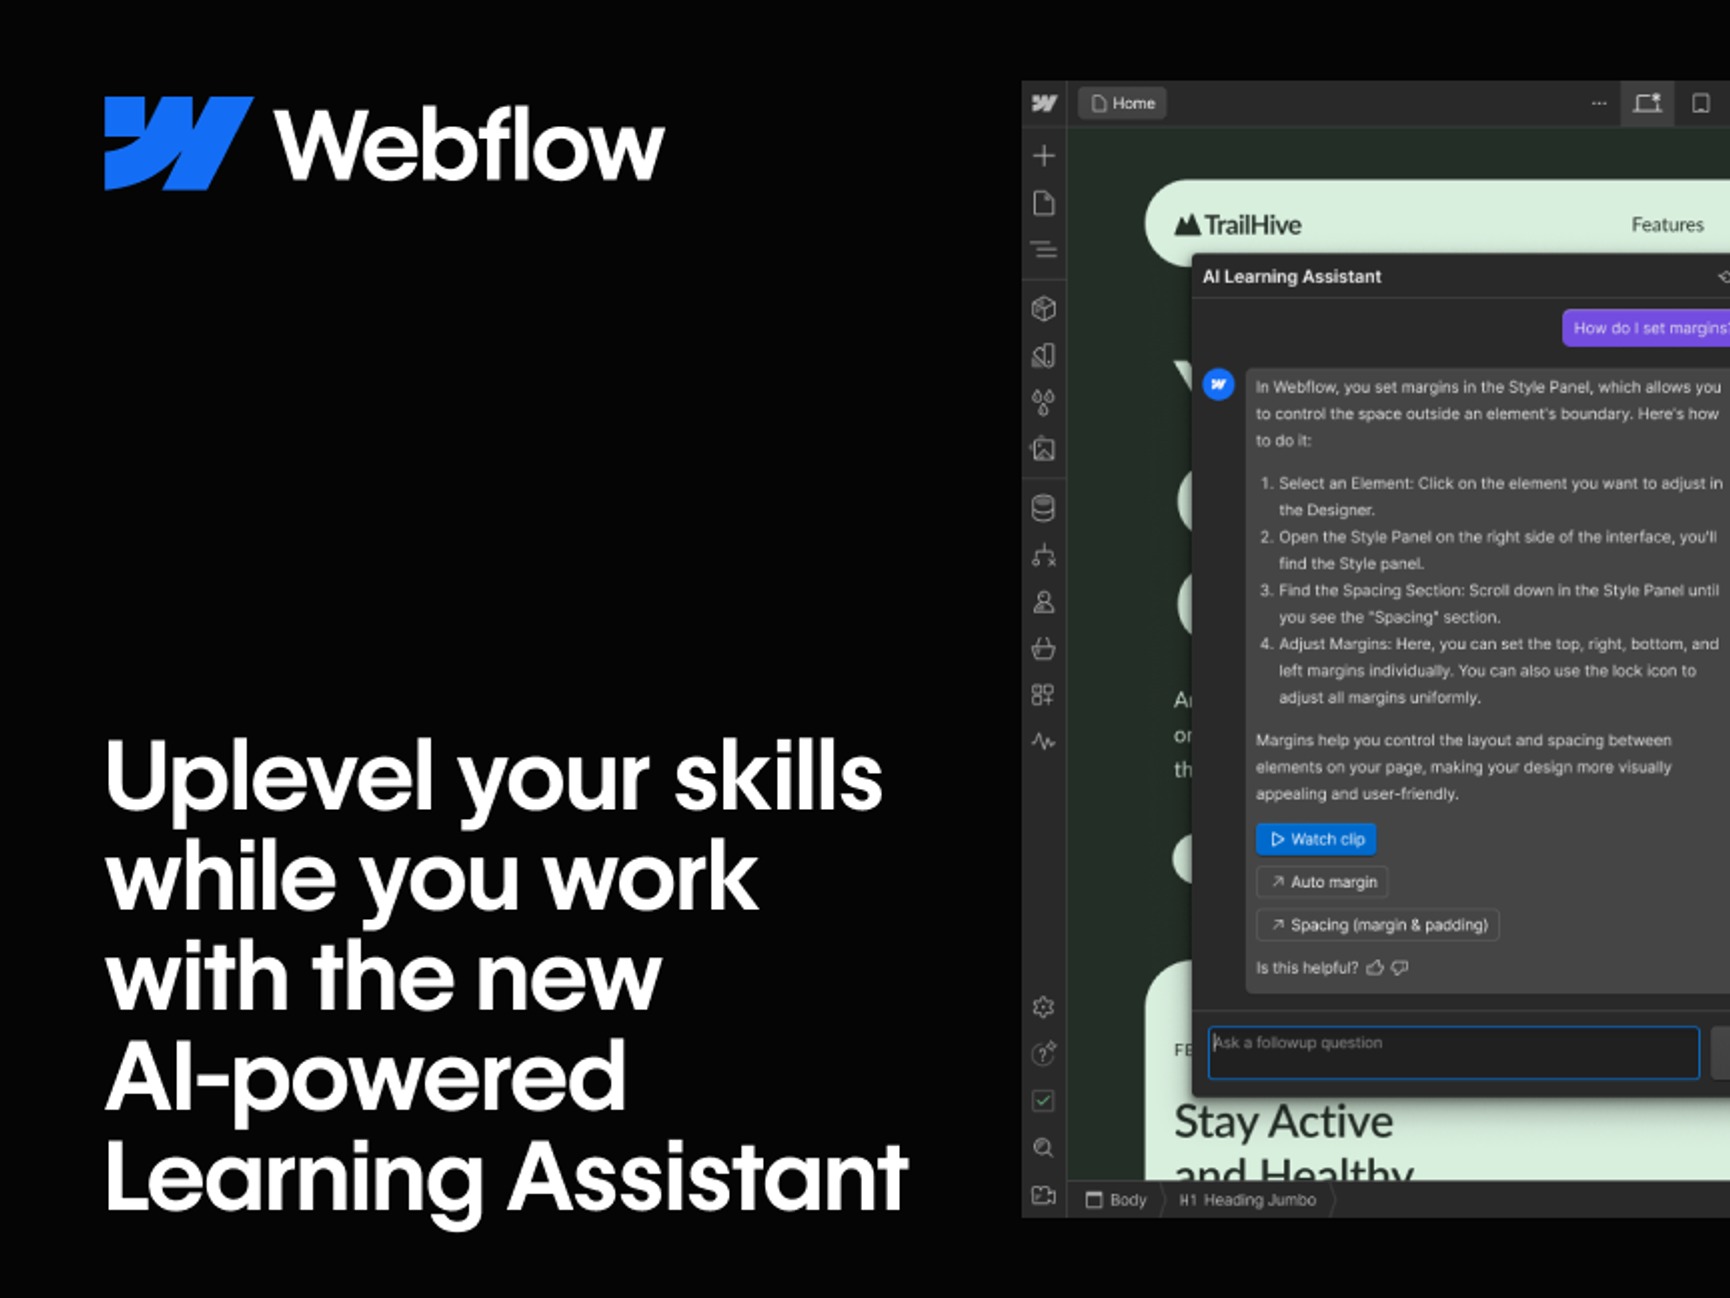 Webflow
Uplevel your skills
while you work
with the new
AI-powered
Learning Assistant
Home
TrailHive
Features
AI Learning Assistant
How do I set margins?
In Webflow, you set margins in the Style Panel, which allows you
to control the space outside an element's boundary. Here's how
to do it:
1. Select an Element: Click on the element you want to adjust in
the Designer.
2. Open the Style Panel on the right side of the interface, you'll
find the Style panel.
3. Find the Spacing Section: Scroll down in the Style Panel until
you see the "Spacing" section.
4. Adjust Margins: Here, you can set the top, right, bottom, and
left margins individually. You can also use the lock icon to
adjust all margins uniformly.
Margins help you control the layout and spacing between
elements on your page, making your design more visually
appealing and user-friendly.
Watch clip
Auto margin
Spacing (margin & padding)
Is this helpful?
Ask a followup question
Stay Active
and Healthy
Body
H1 Heading Jumbo